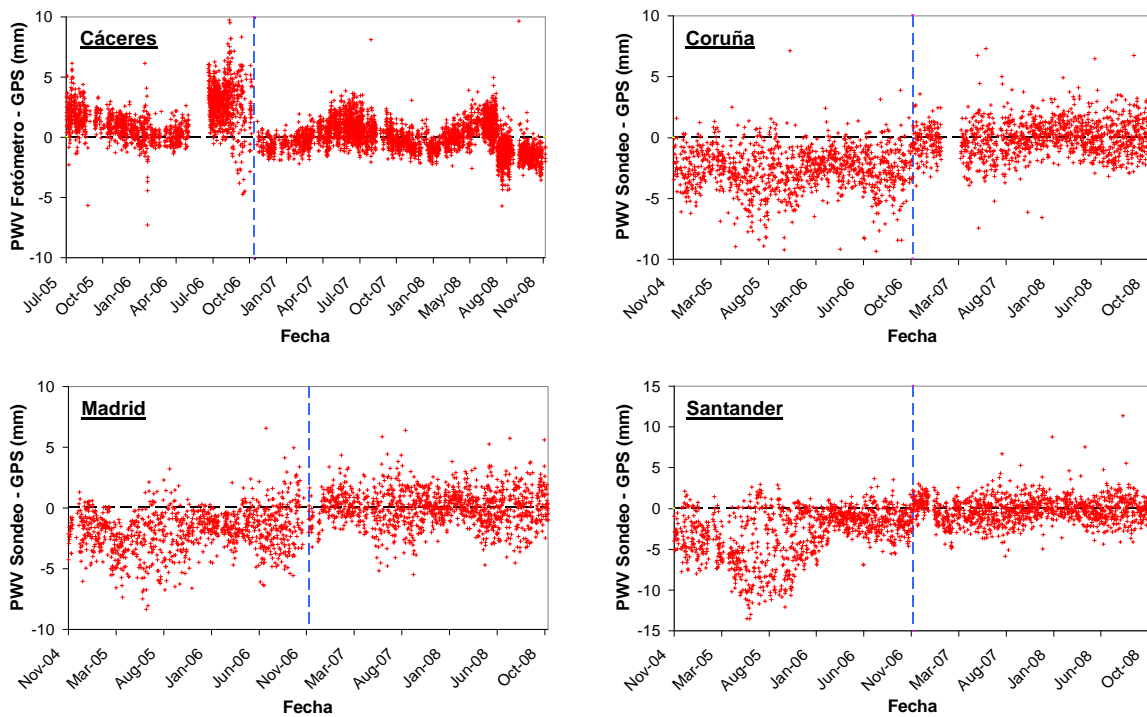 Cáceres
PWV Fotómetro - GPS (mm)
10
5
0
-5
-10
Jul-05
Oct-05
Jan-06
Apr-06
Jul-06
Oct-06
Jan-07
Apr-07
Jul-07
Oct-07
Jan-08
May-08
Aug-08
Nov-08
Fecha
Coruña
PWV Sondeo - GPS (mm)
10
5
0
-5
-10
Nov-04
Mar-05
Aug-05
Jan-06
Jun-06
Oct-06
Mar-07
Aug-07
Jan-08
Jun-08
Oct-08
Fecha
Madrid
PWV Sondeo - GPS (mm)
10
5
0
-5
-10
Nov-04
Mar-05
Aug-05
Jan-06
Jun-06
Nov-06
Mar-07
Aug-07
Jan-08
Jun-08
Oct-08
Fecha
Santander
PWV Sondeo - GPS (mm)
15
10
5
0
-5
-10
-15
Nov-04
Mar-05
Aug-05
Jan-06
Jun-06
Nov-06
Mar-07
Aug-07
Jan-08
Jun-08
Oct-08
Fecha